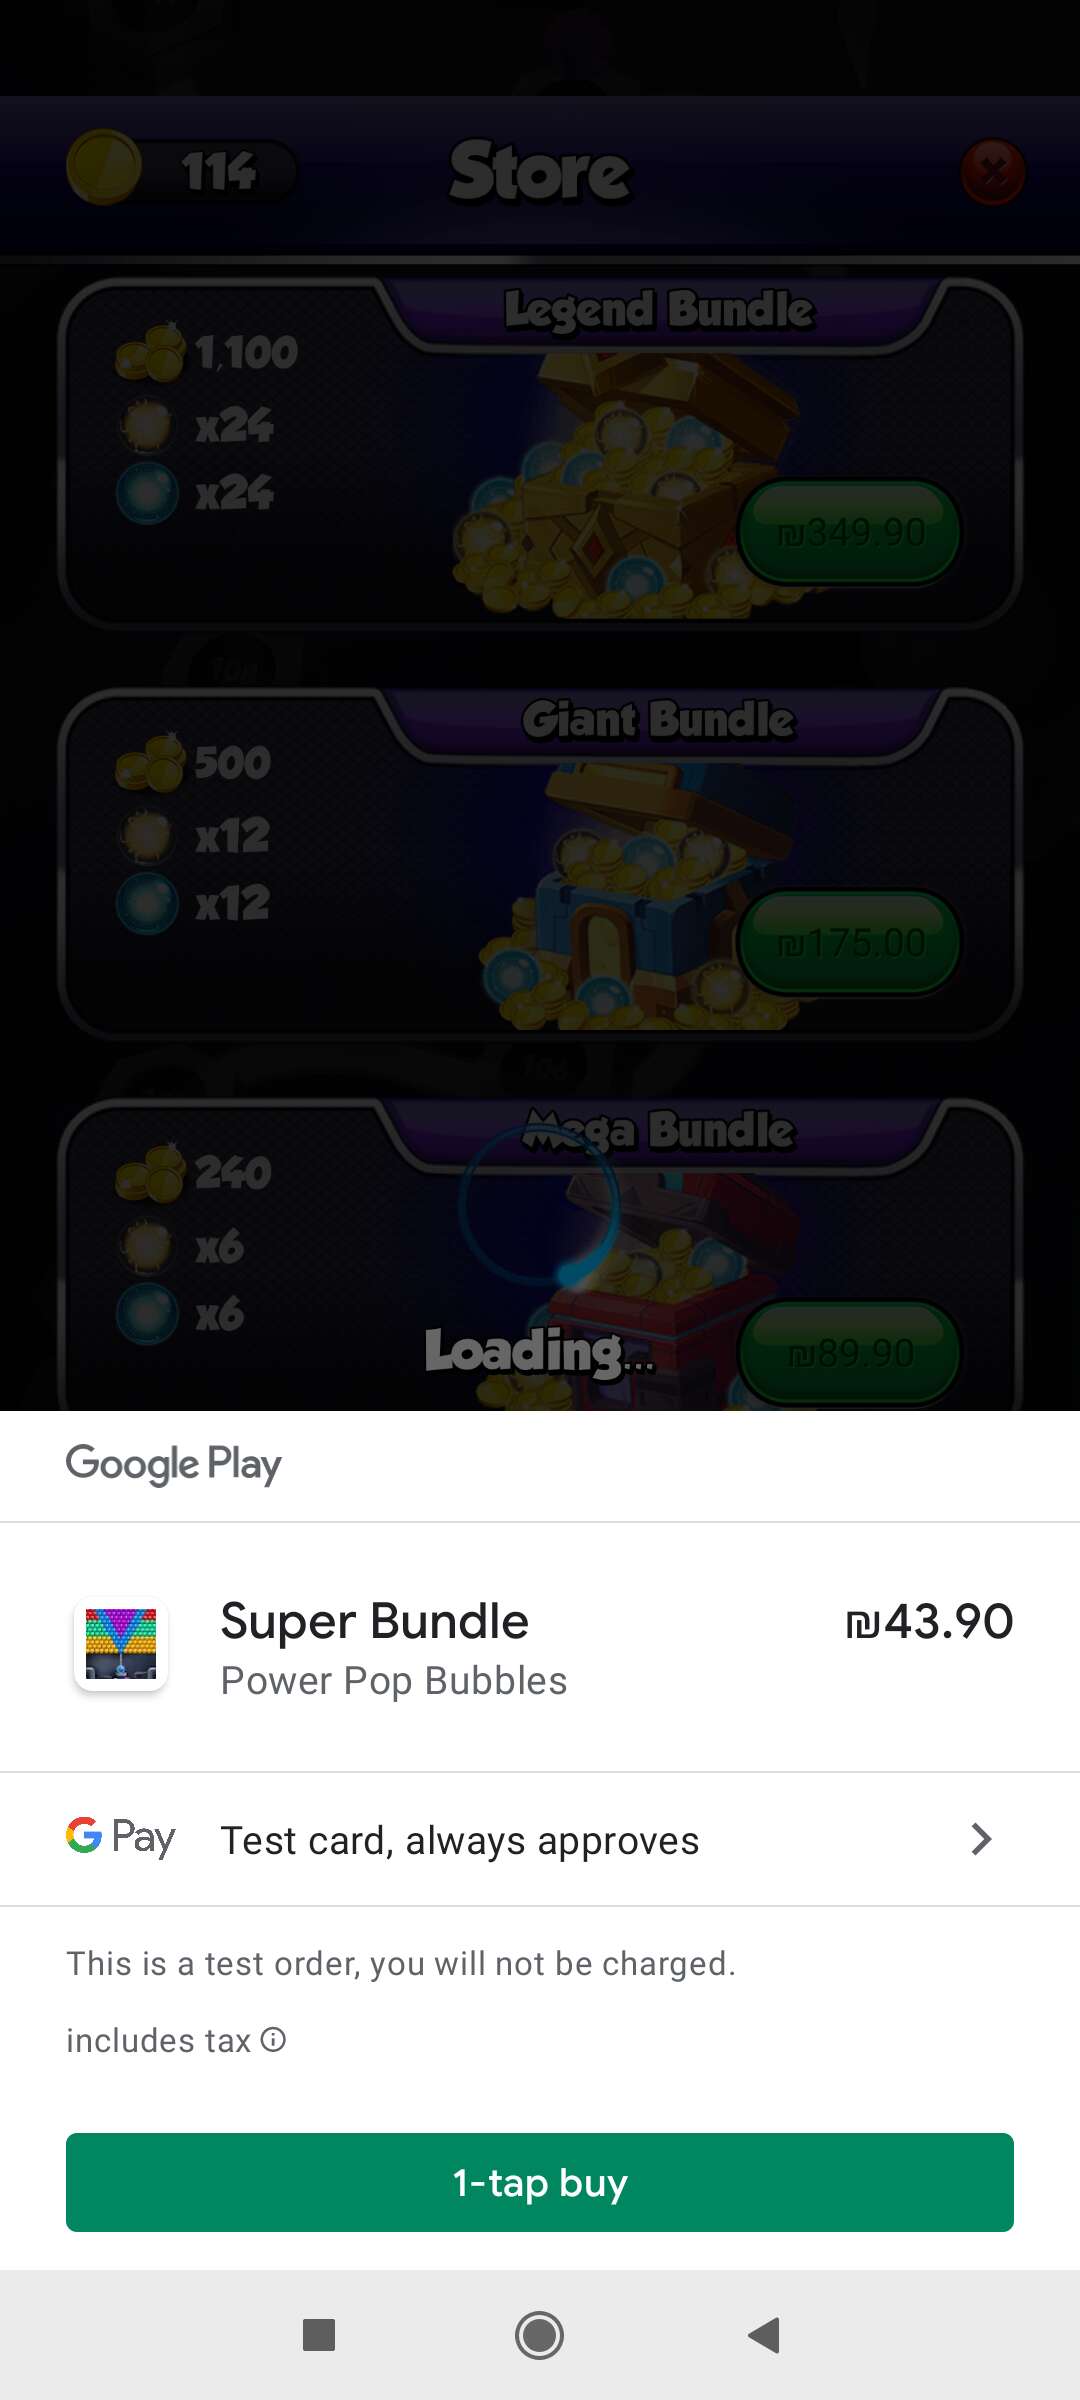 114
Store
Legend Bundle
1,100
x24
x24
₪349.90
Giant Bundle
500
x12
x12
₪175.00
Mega Bundle
240
x6
x6
₪89.90
Loading...
Google Play
Super Bundle
₪43.90
Power Pop Bubbles
G Pay
Test card, always approves
This is a test order, you will not be charged.
includes tax
1-tap buy